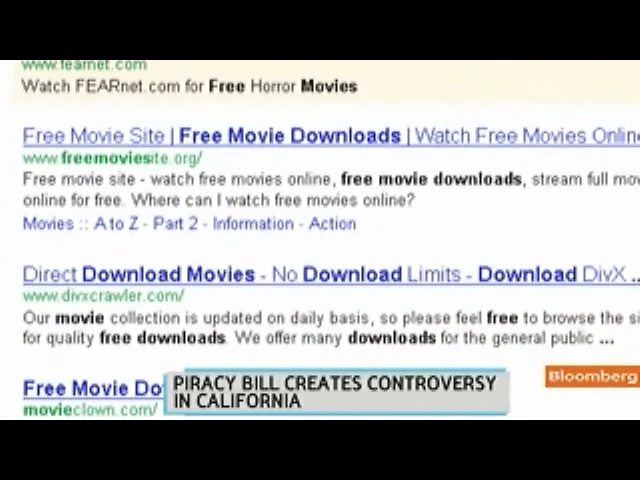 www.fearnet.com
Watch FEARnet.com for Free Horror Movies
Free Movie Site | Free Movie Downloads | Watch Free Movies Onlin
www.freemoviesite.org/
Free movie site - watch free movies online, free movie downloads, stream full mov
online for free. Where can I watch free movies online?
Movies :: A to Z - Part 2 - Information - Action
Direct Download Movies - No Download Limits - Download DivX ...
www.divxcrawler.com/
Our movie collection is updated on daily basis, so please feel free to browse the si
for quality free downloads. We offer many downloads for the general public ...
Bloomberg
Free Movie Do
movieclown.com/
PIRACY BILL CREATES CONTROVERSY
IN CALIFORNIA